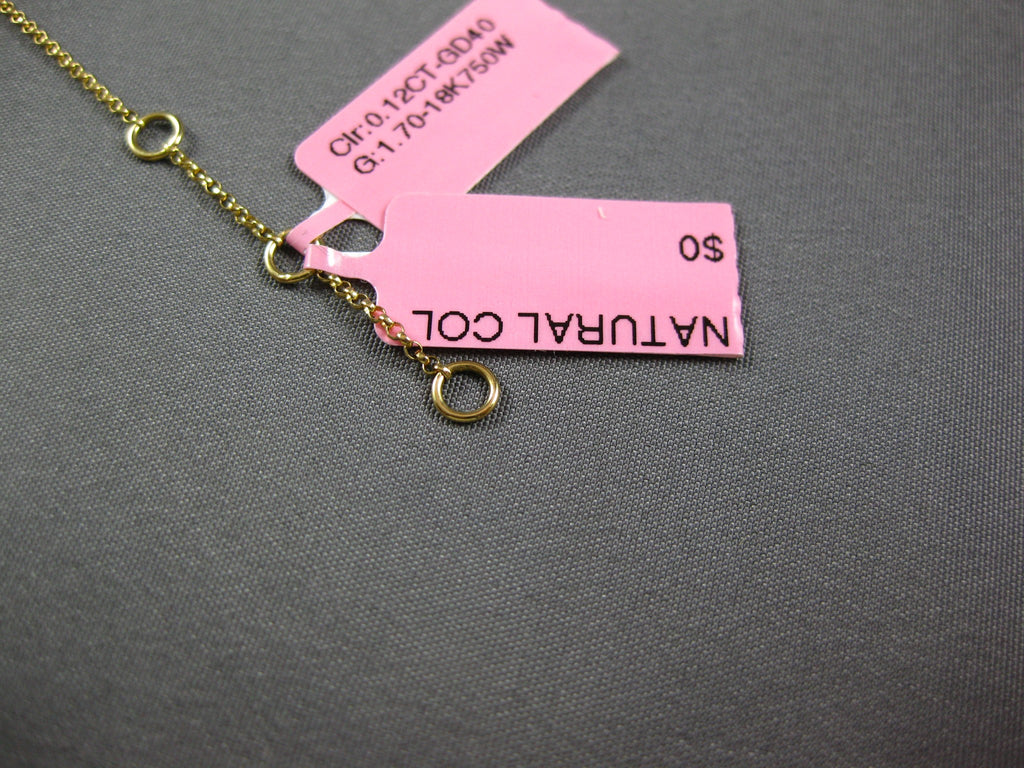 Clr:0.12CT-GD40
G:1.70-18K750W
NATURAL COL
$0